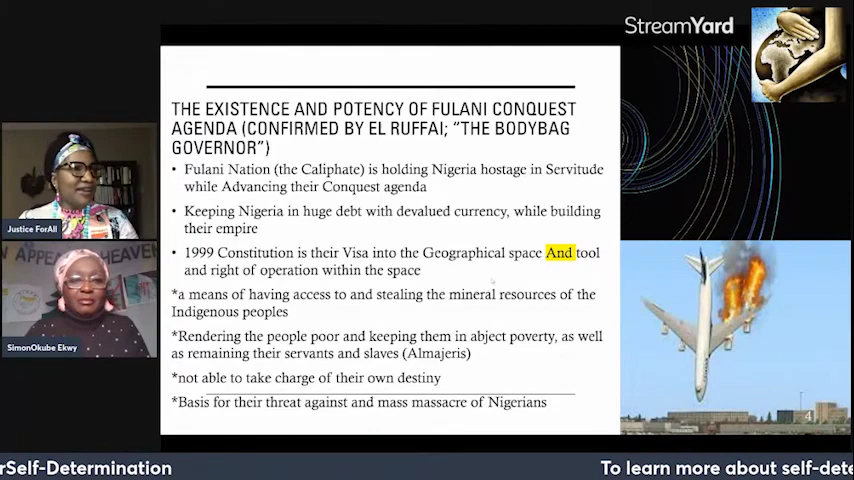 StreamYard
THE EXISTENCE AND POTENCY OF FULANI CONQUEST
AGENDA (CONFIRMED BY EL RUFFAI; “THE BODYBAG
GOVERNOR”)
• Fulani Nation (the Caliphate) is holding Nigeria hostage in Servitude
while Advancing their Conquest agenda
• Keeping Nigeria in huge debt with devalued currency, while building
their empire
• 1999 Constitution is their Visa into the Geographical space And tool
and right of operation within the space
*a means of having access to and stealing the mineral resources of the
Indigenous peoples
*Rendering the people poor and keeping them in abject poverty, as well
as remaining their servants and slaves (Almajeris)
*not able to take charge of their own destiny
*Basis for their threat against and mass massacre of Nigerians
4
Justice ForAll
AN APPEA
HEAVEN
SimonOkube Ekwy
rSelf-Determination
To learn more about self-dete